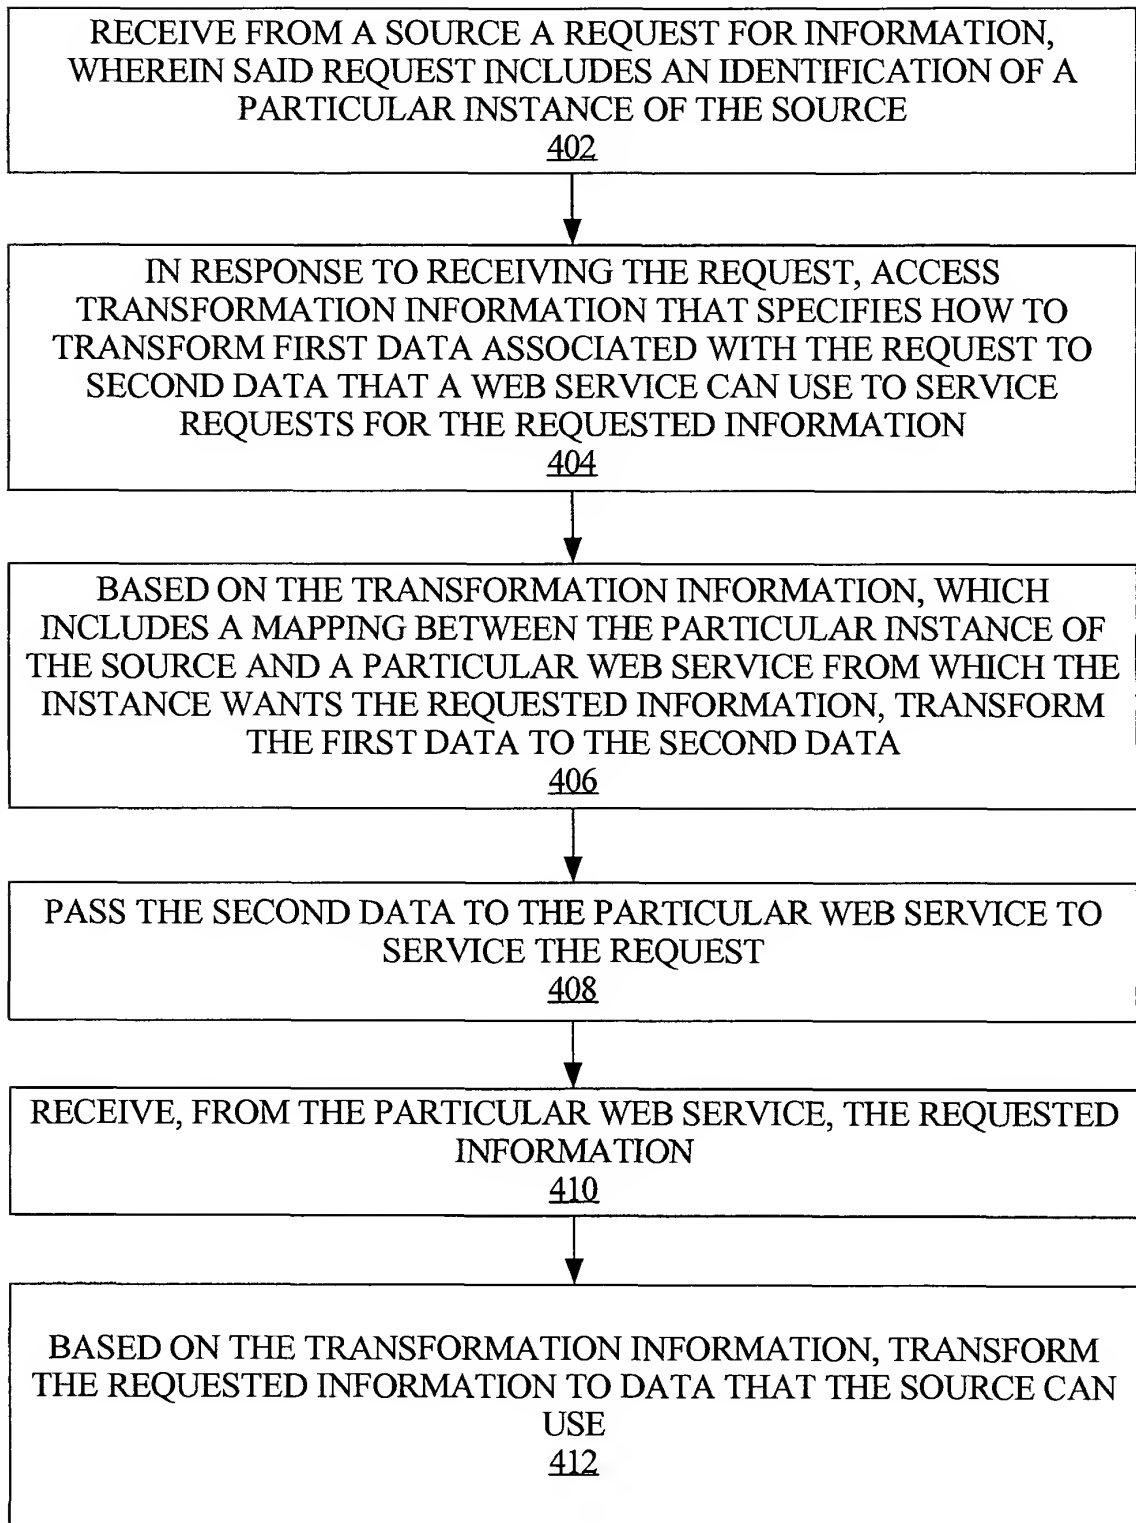 RECEIVE FROM A SOURCE A REQUEST FOR INFORMATION,
WHEREIN SAID REQUEST INCLUDES AN IDENTIFICATION OF A
PARTICULAR INSTANCE OF THE SOURCE
402
IN RESPONSE TO RECEIVING THE REQUEST, ACCESS
TRANSFORMATION INFORMATION THAT SPECIFIES HOW TO
TRANSFORM FIRST DATA ASSOCIATED WITH THE REQUEST TO
SECOND DATA THAT A WEB SERVICE CAN USE TO SERVICE
REQUESTS FOR THE REQUESTED INFORMATION
404
BASED ON THE TRANSFORMATION INFORMATION, WHICH
INCLUDES A MAPPING BETWEEN THE PARTICULAR INSTANCE OF
THE SOURCE AND A PARTICULAR WEB SERVICE FROM WHICH THE
INSTANCE WANTS THE REQUESTED INFORMATION, TRANSFORM
THE FIRST DATA TO THE SECOND DATA
406
PASS THE SECOND DATA TO THE PARTICULAR WEB SERVICE TO
SERVICE THE REQUEST
408
RECEIVE, FROM THE PARTICULAR WEB SERVICE, THE REQUESTED
INFORMATION
410
BASED ON THE TRANSFORMATION INFORMATION, TRANSFORM
THE REQUESTED INFORMATION TO DATA THAT THE SOURCE CAN
USE
412